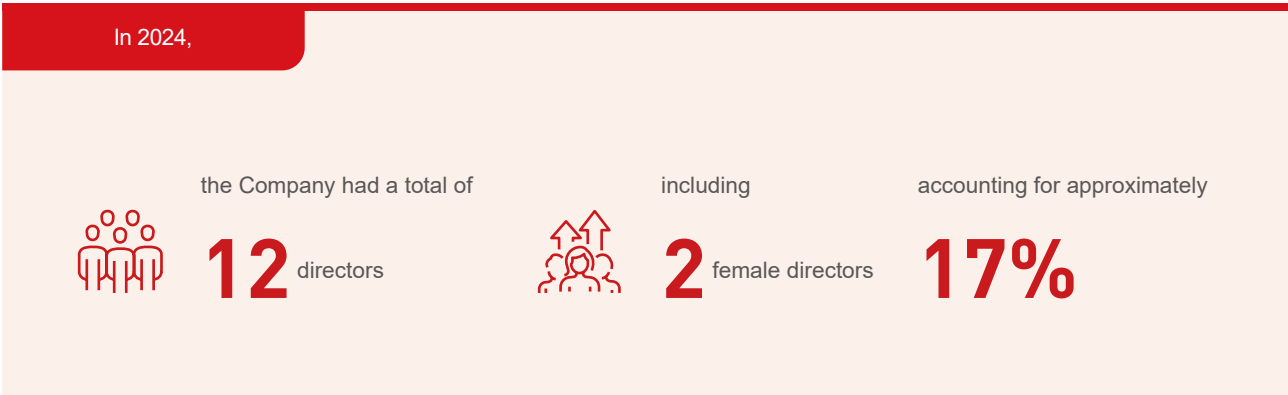 In 2024,
the Company had a total of
12 directors
including
2 female directors
accounting for approximately
17%